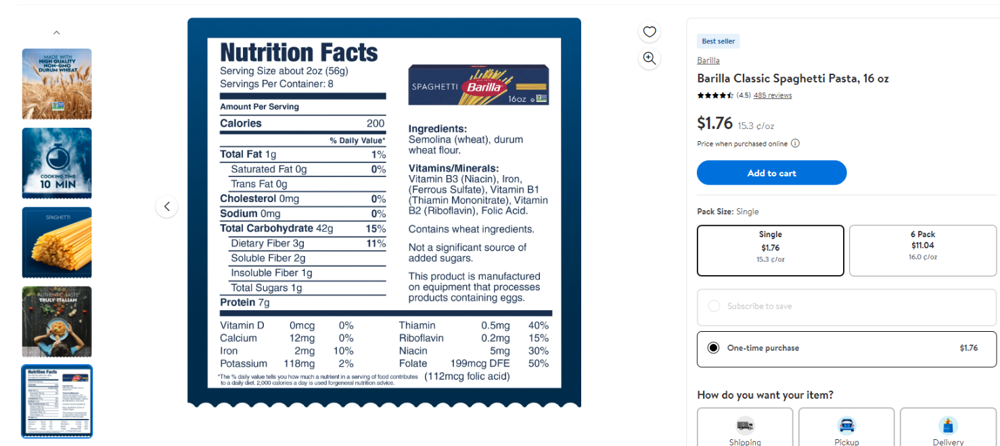 MADE WITH
HIGH QUALITY
NON-GMO
DURUM WHEAT
COOKING TIME
10 MIN
SPAGHETTI
AUTHENTIC TASTE
TRULY ITALIAN
Nutrition Facts
Nutrition Facts
Serving Size about 2oz (56g)
Servings Per Container: 8
Amount Per Serving
Calories 200
% Daily Value*
Total Fat 1g 1%
Saturated Fat 0g 0%
Trans Fat 0g
Cholesterol 0mg 0%
Sodium 0mg 0%
Total Carbohydrate 42g 15%
Dietary Fiber 3g 11%
Soluble Fiber 2g
Insoluble Fiber 1g
Total Sugars 1g
Protein 7g
SPAGHETTI Barilla
16oz
Ingredients:
Semolina (wheat), durum
wheat flour.
Vitamins/Minerals:
Vitamin B3 (Niacin), Iron,
(Ferrous Sulfate), Vitamin B1
(Thiamin Mononitrate), Vitamin
B2 (Riboflavin), Folic Acid.
Contains wheat ingredients.
Not a significant source of
added sugars.
This product is manufactured
on equipment that processes
products containing eggs.
Vitamin D 0mcg 0% Thiamin 0.5mg 40%
Calcium 12mg 0% Riboflavin 0.2mg 15%
Iron 2mg 10% Niacin 5mg 30%
Potassium 118mg 2% Folate 199mcg DFE 50%
*The % daily value tells you how much a nutrient in a serving of food contributes (112mcg folic acid)
to a daily diet. 2,000 calories a day is used forgeneral nutrition advice.
Best seller
Barilla
Barilla Classic Spaghetti Pasta, 16 oz
(4.5) 485 reviews
$1.76 15.3 ¢/oz
Price when purchased online
Add to cart
Pack Size: Single
Single 6 Pack
$1.76 $11.04
15.3 ¢/oz 16.0 ¢/oz
Subscribe to save
One-time purchase $1.76
How do you want your item?
Shipping Pickup Delivery